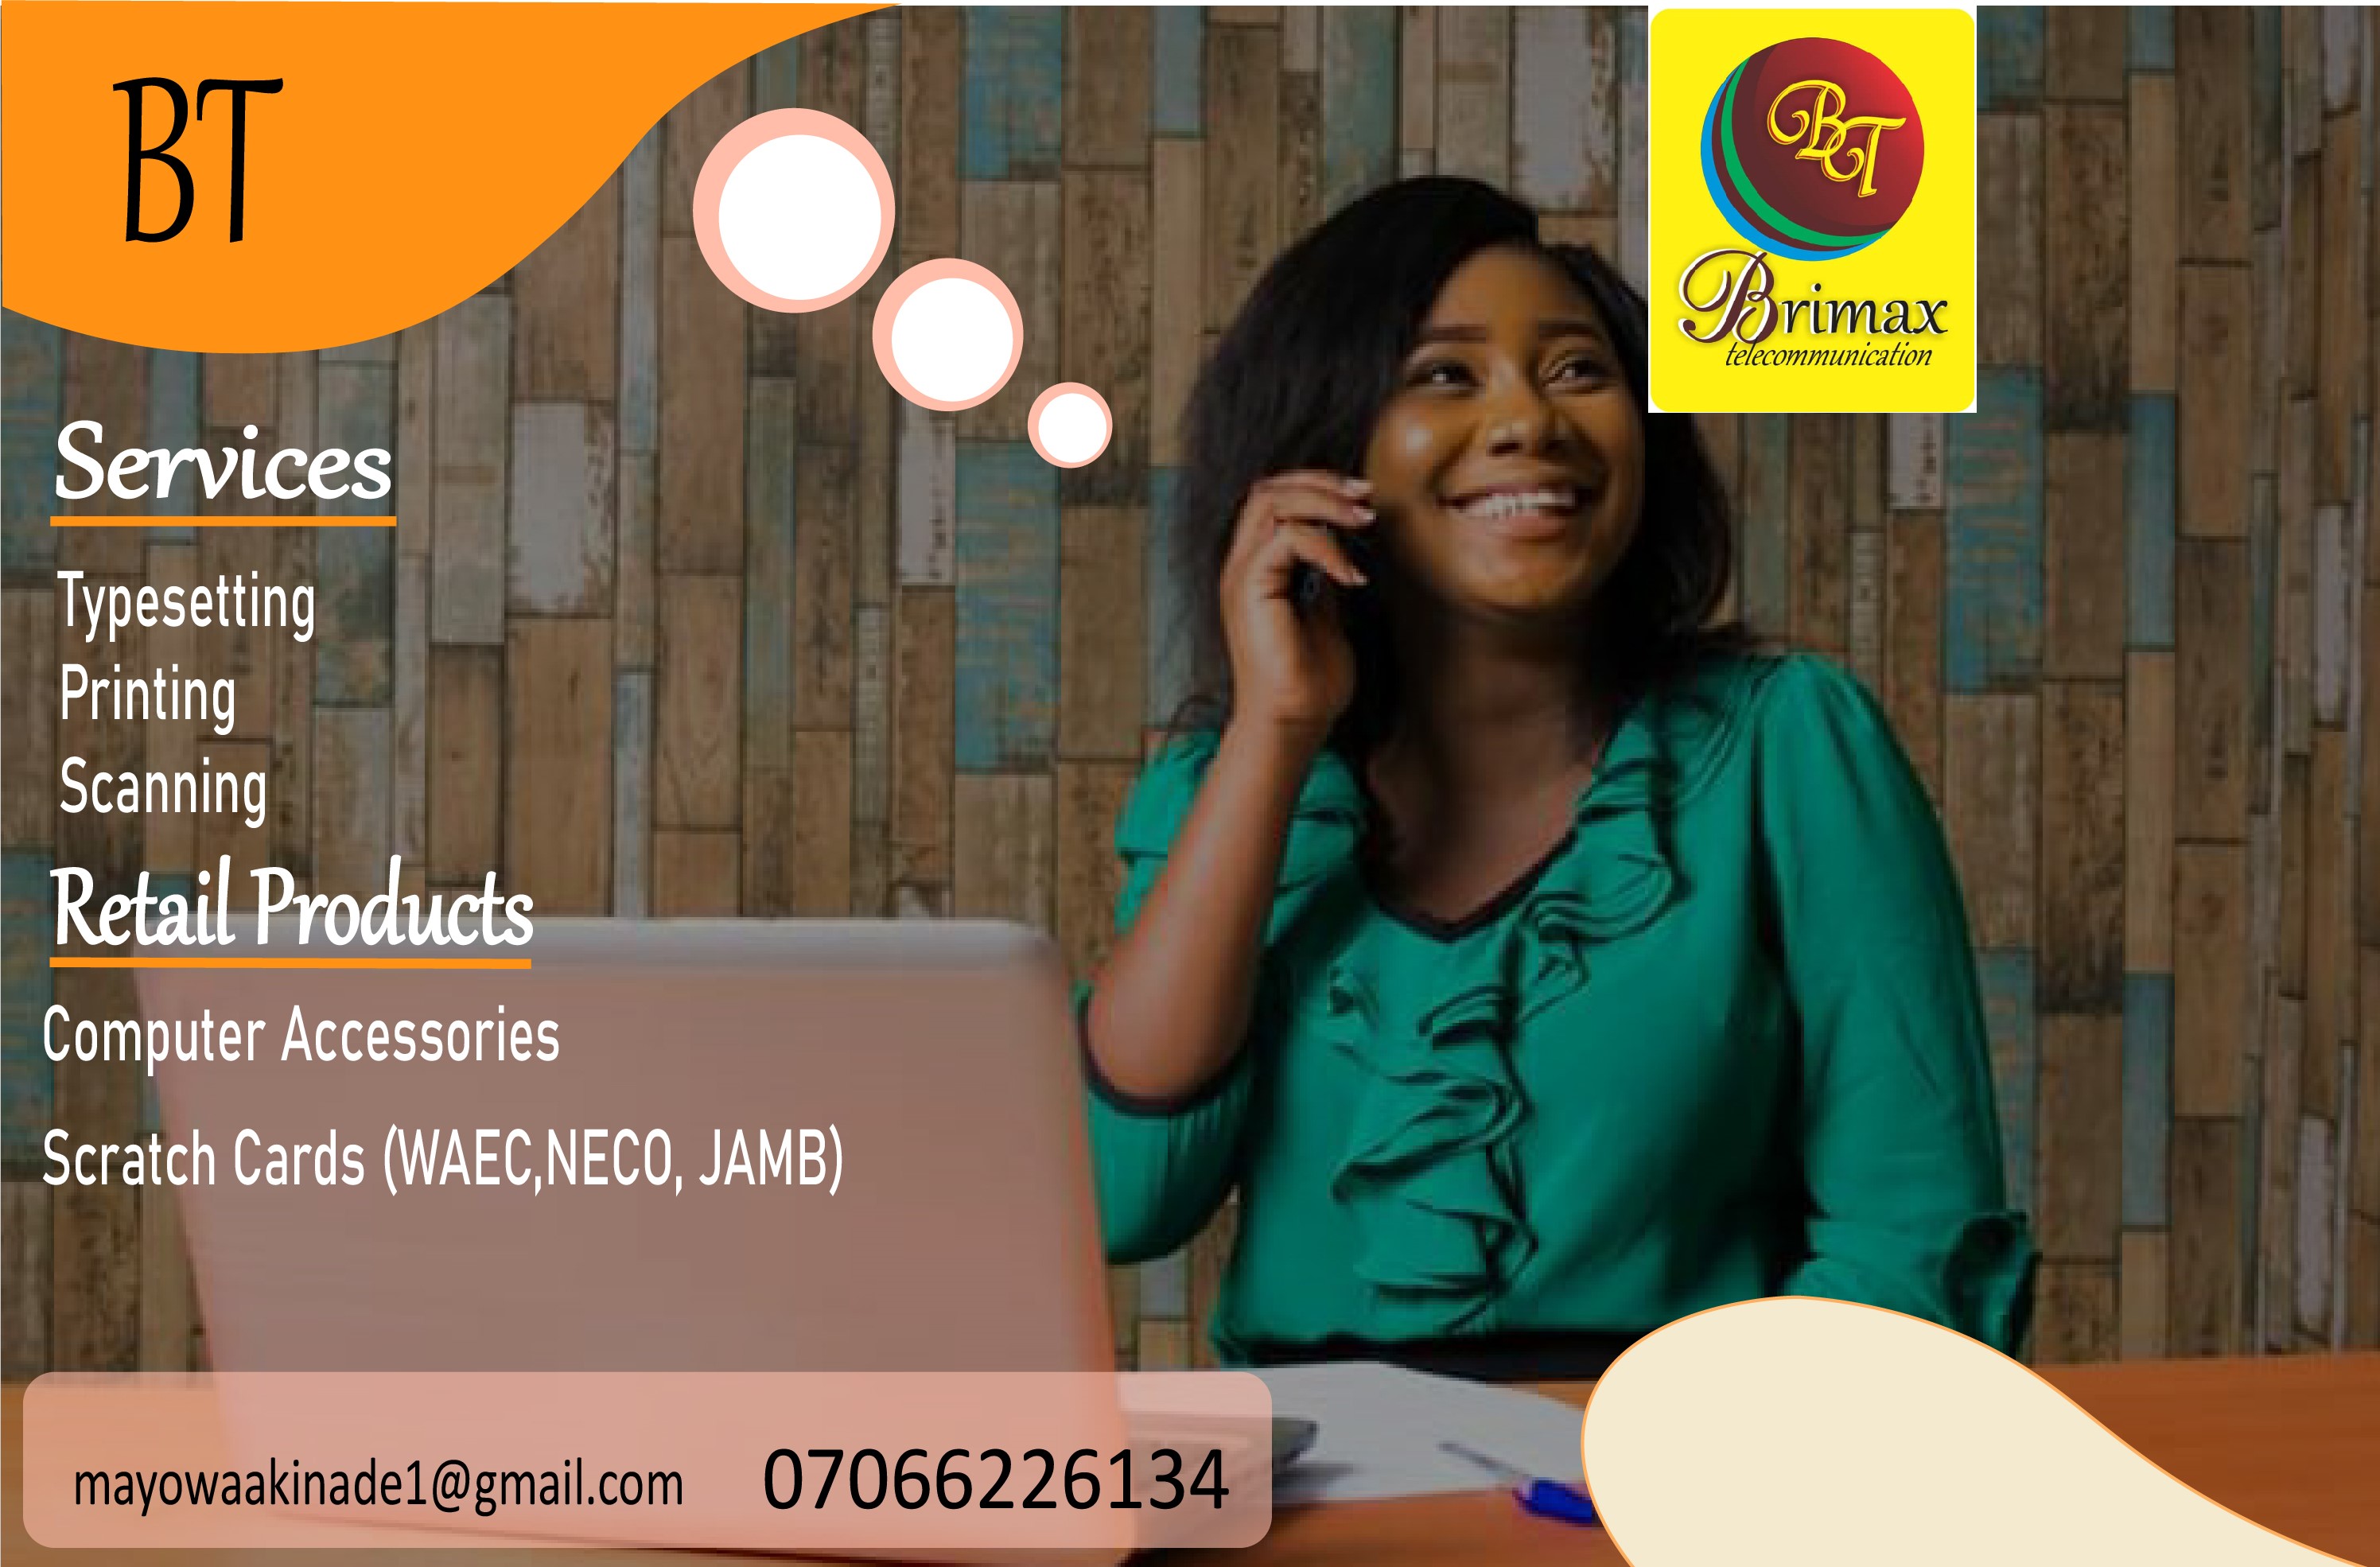 BT
BT
Brimax
telecommunication
Services
Typesetting
Printing
Scanning
Retail Products
Computer Accessories
Scratch Cards (WAEC,NECO, JAMB)
mayowaakinade1@gmail.com 07066226134